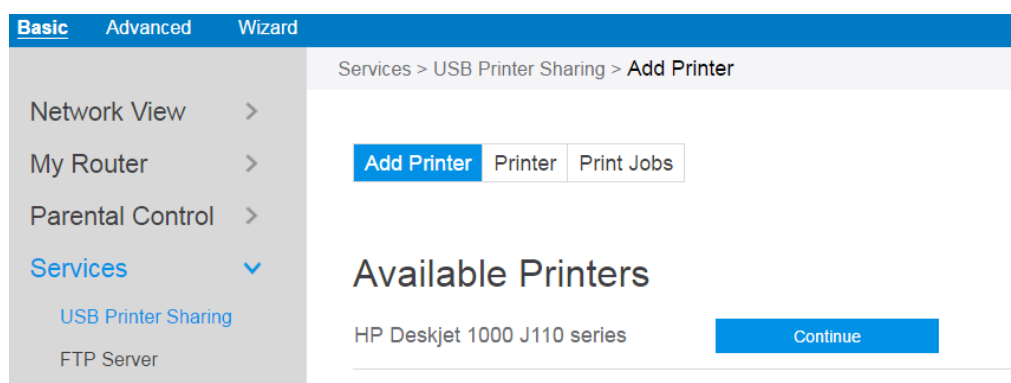 Basic Advanced Wizard
Services > USB Printer Sharing > Add Printer
Network View >
My Router >
Parental Control >
Services
USB Printer Sharing
FTP Server
Add Printer Printer Print Jobs
Available Printers
HP Deskjet 1000 J110 series Continue